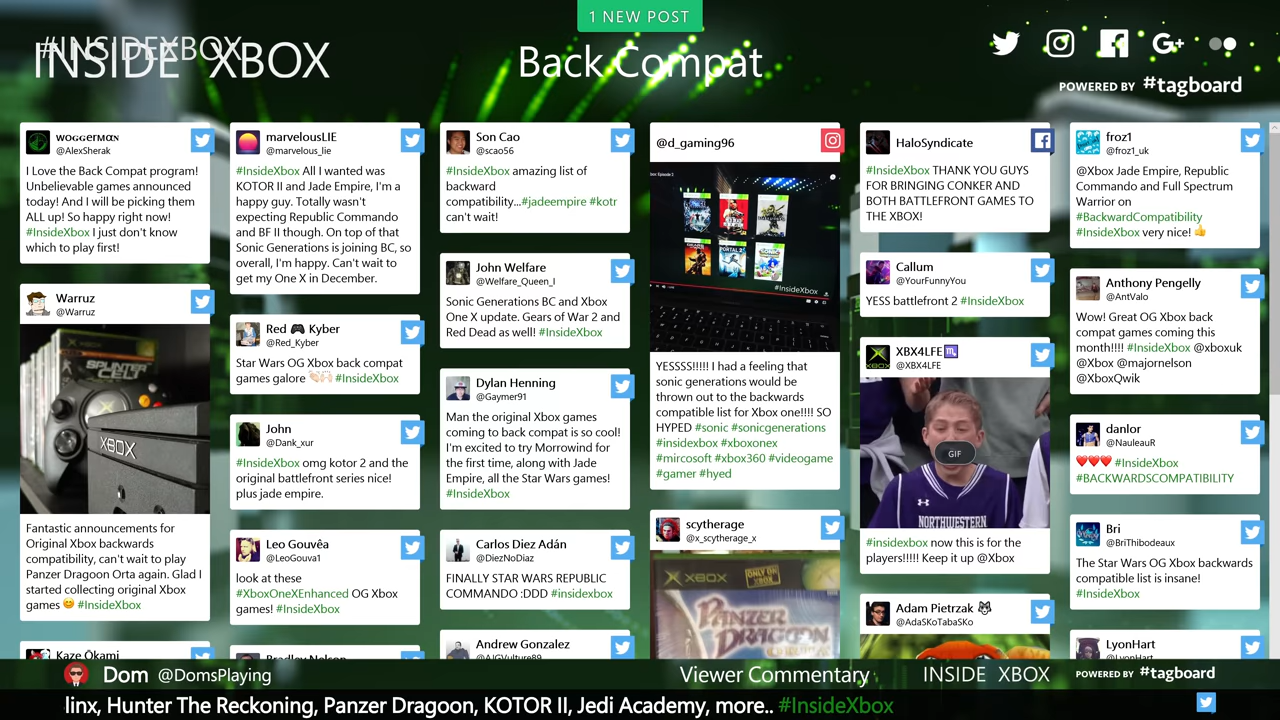 1 NEW POST
#INSIDEXBOX
INSIDE XBOX
Back Compat
POWERED BY #tagboard
@AlexSherak
I Love the Back Compat program!
Unbelievable games announced
today! And I will be picking them
ALL up! So happy right now!
#InsideXbox I just don't know
which to play first!
Warruz
@Warruz
SPLINTER CELL
XBOX
Fantastic announcements for
Original Xbox backwards
compatibility, can't wait to play
Panzer Dragoon Orta again. Glad I
started collecting original Xbox
games 😊 #InsideXbox
Kaze Ōkami
marvelousLIE
@marvelous_lie
#InsideXbox All I wanted was
KOTOR II and Jade Empire, I'm a
happy guy. Totally wasn't
expecting Republic Commando
and BF II though. On top of that
Sonic Generations is joining BC, so
overall, I'm happy. Can't wait to
get my One X in December.
Red 🎮 Kyber
@Red_Kyber
Star Wars OG Xbox back compat
games galore 🙌🏻 #InsideXbox
John
@Dank_xur
#InsideXbox omg kotor 2 and the
original battlefront series nice!
plus jade empire.
Leo Gouvêa
@LeoGouva1
look at these
#XboxOneXEnhanced OG Xbox
games! #InsideXbox
Bradley Nelson
Son Cao
@scao56
#InsideXbox amazing list of
backward
compatibility...#jadeempire #kotr
can't wait!
John Welfare
@Welfare_Queen_I
Sonic Generations BC and Xbox
One X update. Gears of War 2 and
Red Dead as well! #InsideXbox
Dylan Henning
@Gaymer91
Man the original Xbox games
coming to back compat is so cool!
I'm excited to try Morrowind for
the first time, along with Jade
Empire, all the Star Wars games!
#InsideXbox
Carlos Diez Adán
@DiezNoDiaz
FINALLY STAR WARS REPUBLIC
COMMANDO :DDD #insidexbox
Andrew Gonzalez
@AJGVulture89
@d_gaming96
PORTAL 2
#InsideXbox
YESSSS!!!!! I had a feeling that
sonic generations would be
thrown out to the backwards
compatible list for Xbox one!!!! SO
HYPED #sonic #sonicgenerations
#insidexbox #xboxonex
#mircosoft #xbox360 #videogame
#gamer #hyed
scytherage
@x_scytherage_x
XBOX
ONLY ON
XBOX
PANZER
DRAGOON
HaloSyndicate
#InsideXbox THANK YOU GUYS
FOR BRINGING CONKER AND
BOTH BATTLEFRONT GAMES TO
THE XBOX!
Callum
@YourFunnyYou
YESS battlefront 2 #InsideXbox
XBX4LFE♏
@XBX4LFE
GIF
NORTHWESTERN
#insidexbox now this is for the
players!!!!! Keep it up @Xbox
Adam Pietrzak 🐺
@AdaSKoTabaSKo
froz1
@froz1_uk
@Xbox Jade Empire, Republic
Commando and Full Spectrum
Warrior on
#BackwardCompatibility
#InsideXbox very nice! 👍
Anthony Pengelly
@AntValo
Wow! Great OG Xbox back
compat games coming this
month!!!! #InsideXbox @xboxuk
@Xbox @majornelson
@XboxQwik
danlor
@NauleauR
❤❤❤ #InsideXbox
#BACKWARDSCOMPATIBILITY
Bri
@BriThibodeaux
The Star Wars OG Xbox backwards
compatible list is insane!
#InsideXbox
LyonHart
@LyonHart
Dom @DomsPlaying
Viewer Commentary
INSIDE XBOX
POWERED BY #tagboard
linx, Hunter The Reckoning, Panzer Dragoon, KOTOR II, Jedi Academy, more.. #InsideXbox